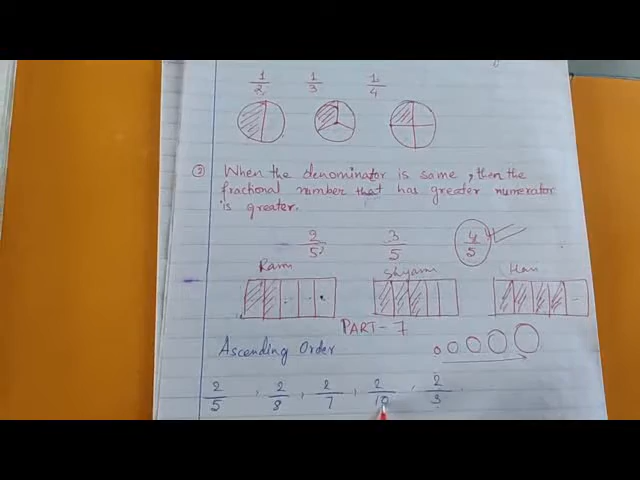 1/2 1/3 1/4
② When the denominator is same, then the
fractional number that has greater numerator
is greater.
2/5, 3/5 4/5
Ram Shyam Hari
PART-7
Ascending Order
2/5, 2/8, 2/7, 2/10, 2/3